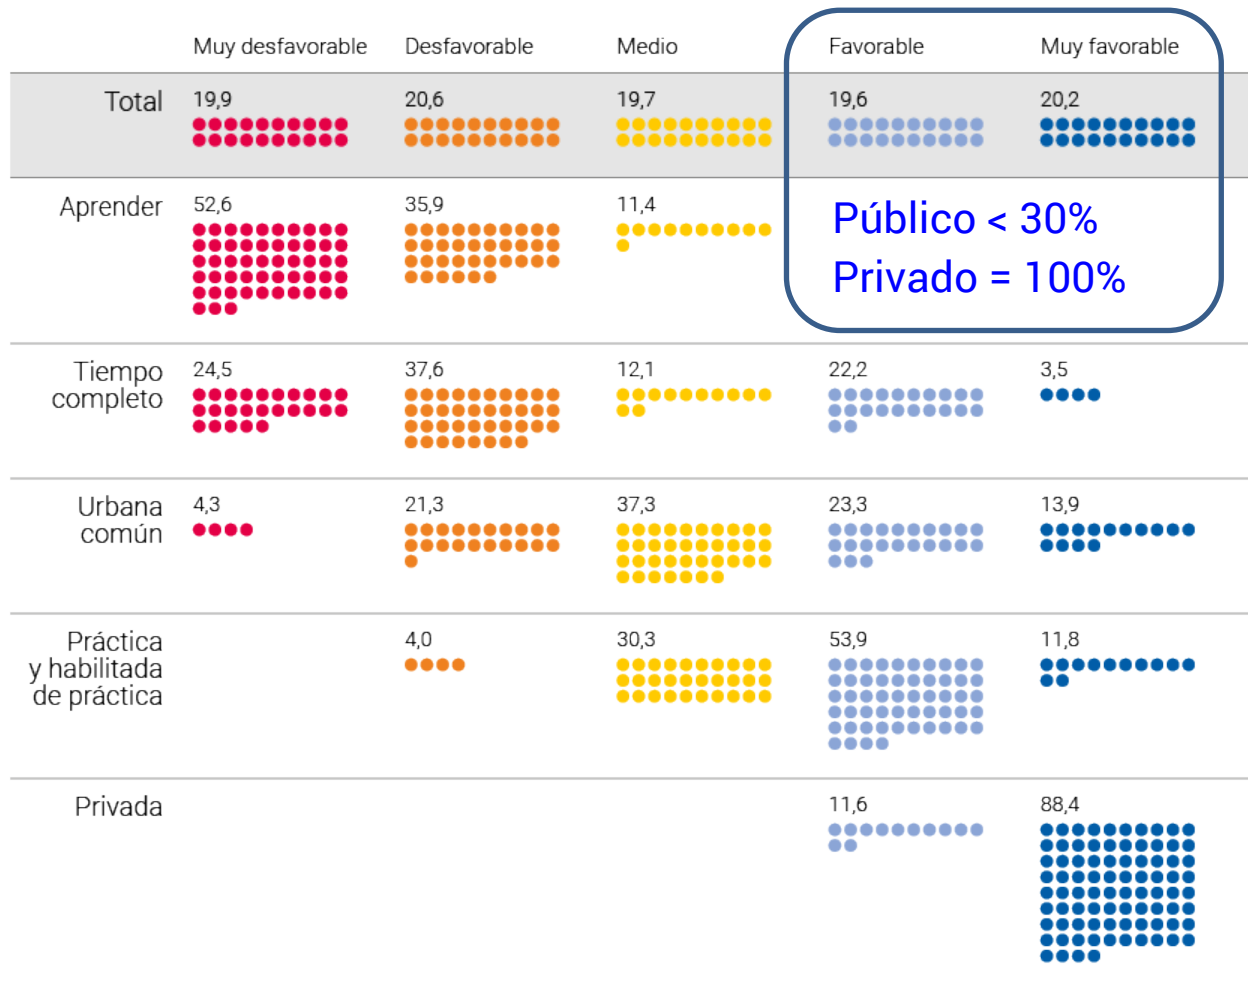 Muy desfavorable Desfavorable Medio Favorable Muy favorable
Total 19,9 20,6 19,7 19,6 20,2
Aprender 52,6 35,9 11,4
Público < 30%
Privado = 100%
Tiempo 24,5 37,6 12,1 22,2 3,5
completo
Urbana 4,3 21,3 37,3 23,3 13,9
común
Práctica 4,0 30,3 53,9 11,8
y habilitada
de práctica
Privada 11,6 88,4